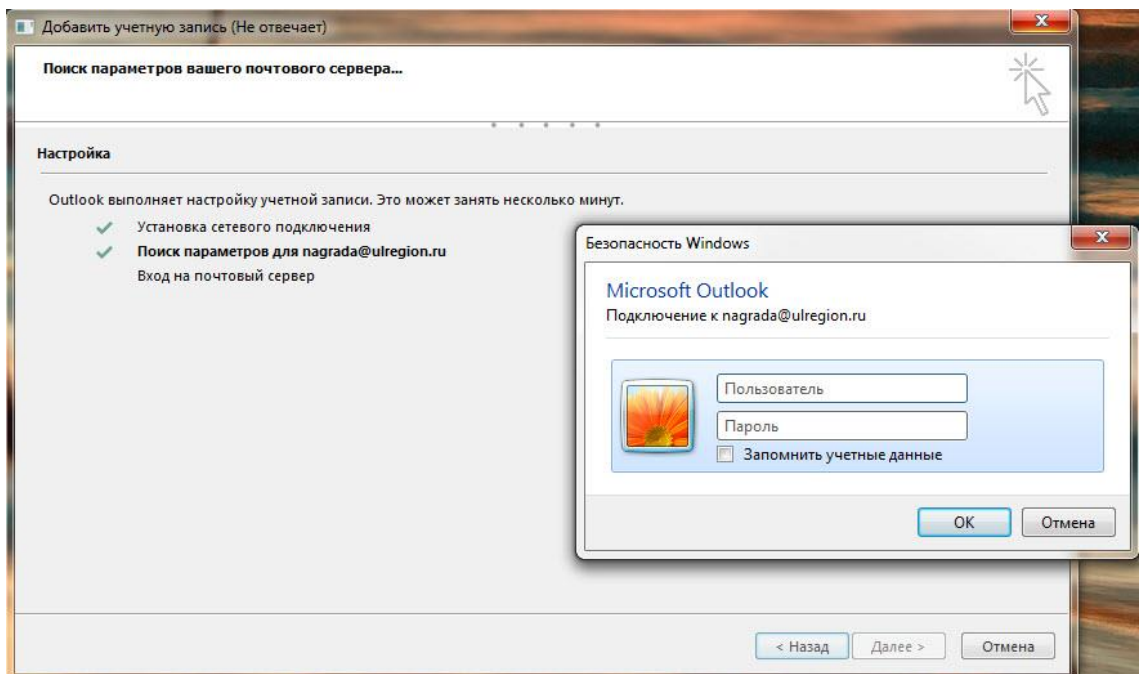 Добавить учетную запись (Не отвечает)
Поиск параметров вашего почтового сервера...
Настройка
Outlook выполняет настройку учетной записи. Это может занять несколько минут.
Установка сетевого подключения
Поиск параметров для nagrada@ulregion.ru
Вход на почтовый сервер
Безопасность Windows
Microsoft Outlook
Подключение к nagrada@ulregion.ru
Пользователь
Пароль
Запомнить учетные данные
ОК Отмена
< Назад Далее > Отмена